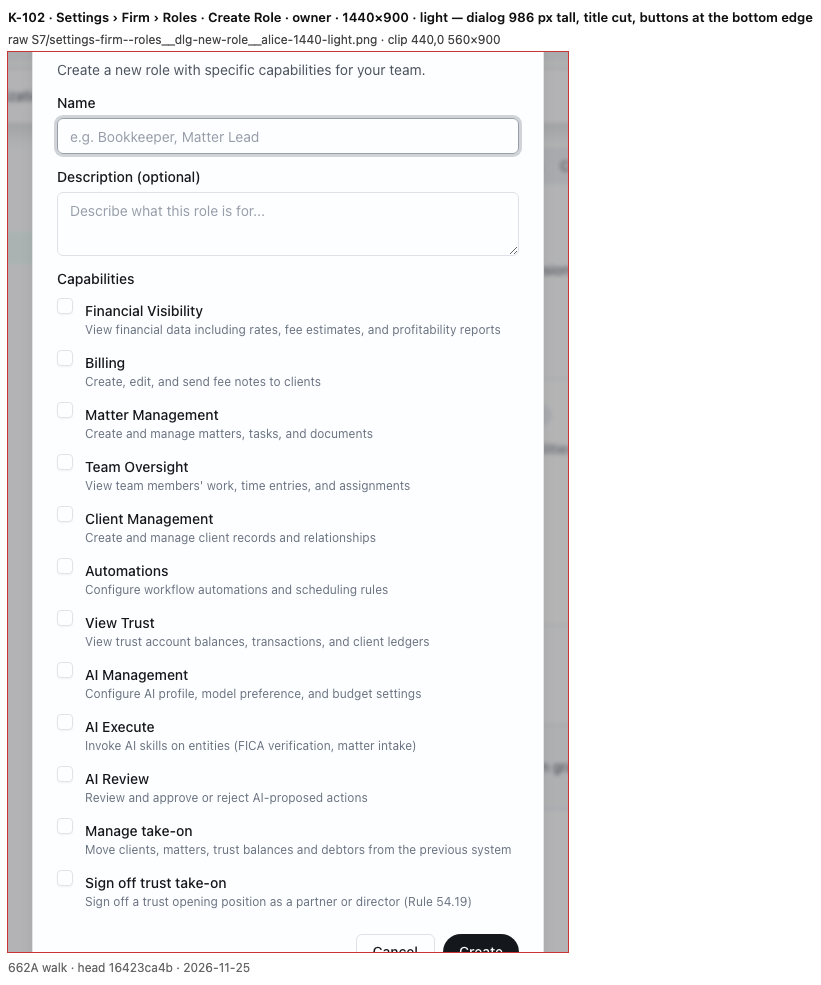 K-102 · Settings › Firm › Roles · Create Role · owner · 1440×900 · light — dialog 986 px tall, title cut, buttons at the bottom edge
raw S7/settings-firm--roles__dlg-new-role__alice-1440-light.png · clip 440,0 560×900
Create a new role with specific capabilities for your team.
Name
e.g. Bookkeeper, Matter Lead
Description (optional)
Describe what this role is for...
Capabilities
Financial Visibility
View financial data including rates, fee estimates, and profitability reports
Billing
Create, edit, and send fee notes to clients
Matter Management
Create and manage matters, tasks, and documents
Team Oversight
View team members' work, time entries, and assignments
Client Management
Create and manage client records and relationships
Automations
Configure workflow automations and scheduling rules
View Trust
View trust account balances, transactions, and client ledgers
AI Management
Configure AI profile, model preference, and budget settings
AI Execute
Invoke AI skills on entities (FICA verification, matter intake)
AI Review
Review and approve or reject AI-proposed actions
Manage take-on
Move clients, matters, trust balances and debtors from the previous system
Sign off trust take-on
Sign off a trust opening position as a partner or director (Rule 54.19)
Cancel Create
662A walk · head 16423ca4b · 2026-11-25